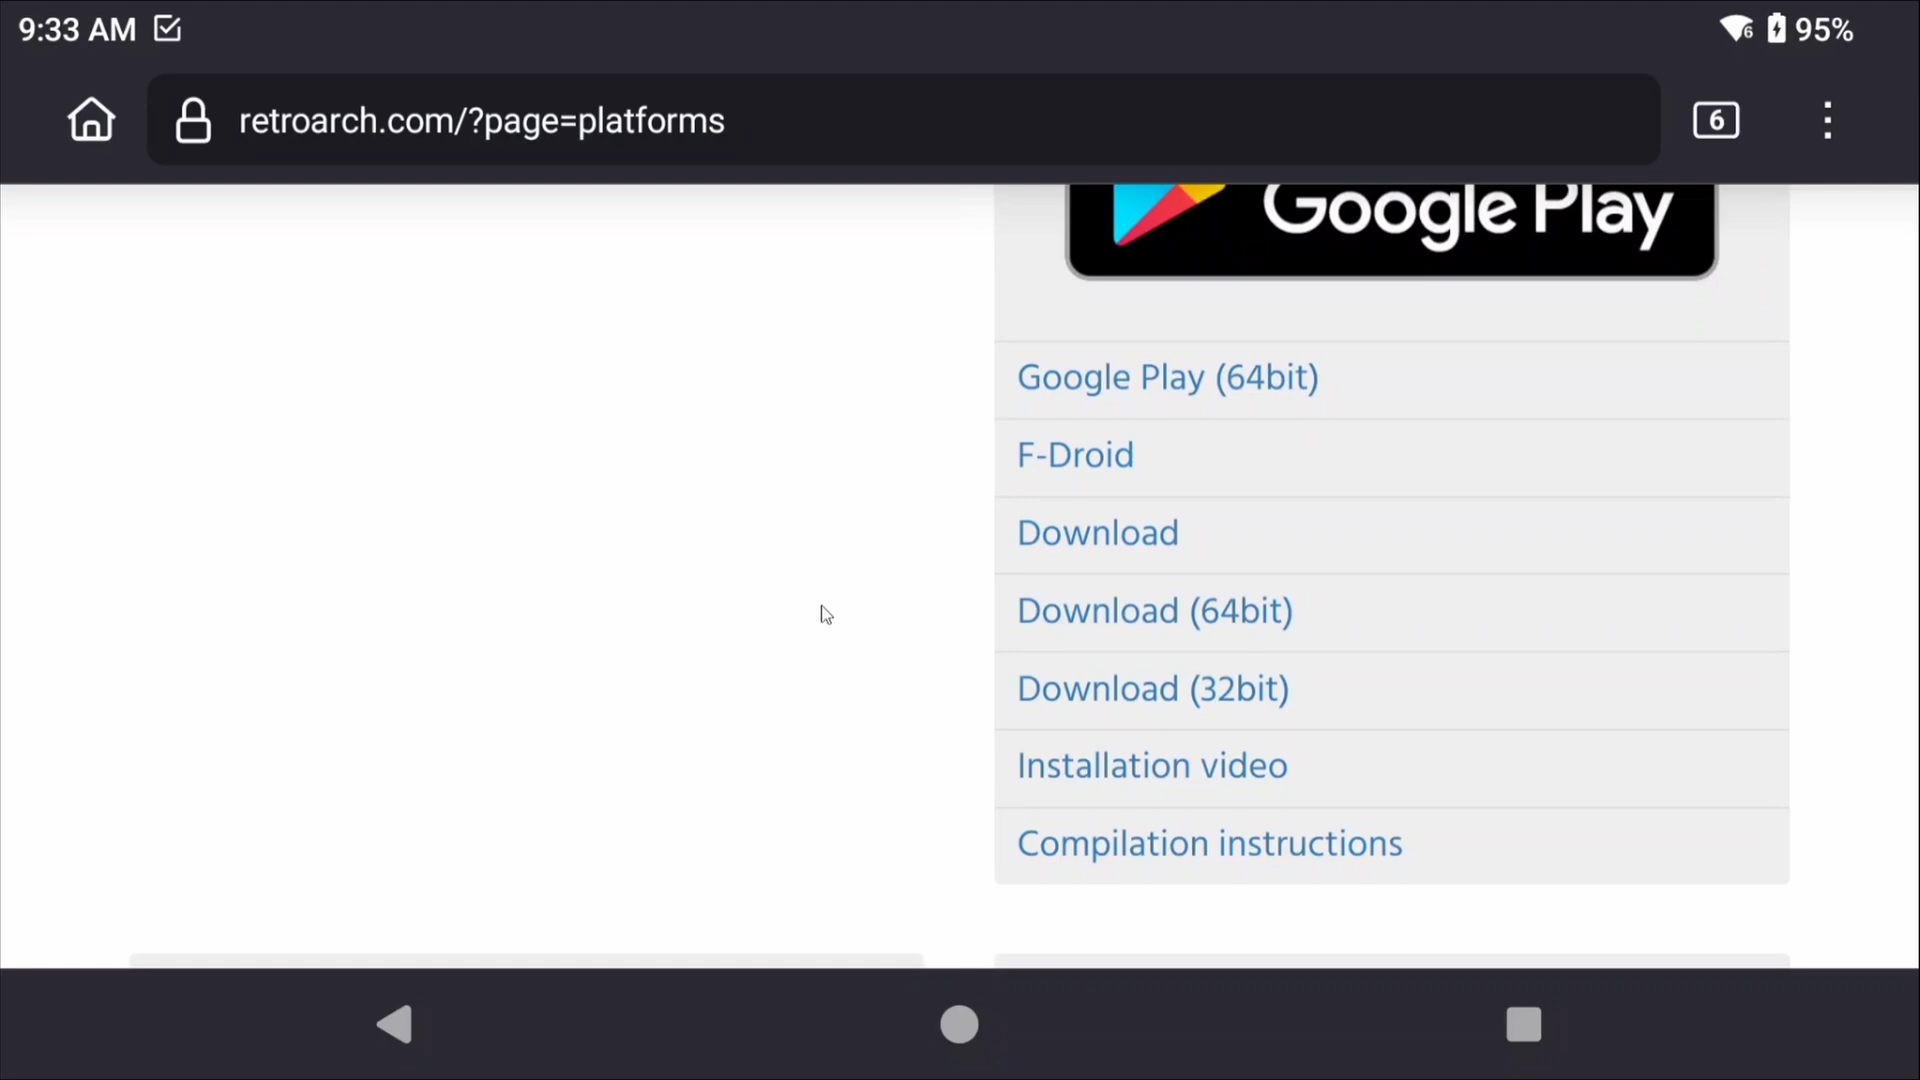 9:33 AM
6
95%
retroarch.com/?page=platforms
6
Google Play
Google Play (64bit)
F-Droid
Download
Download (64bit)
Download (32bit)
Installation video
Compilation instructions